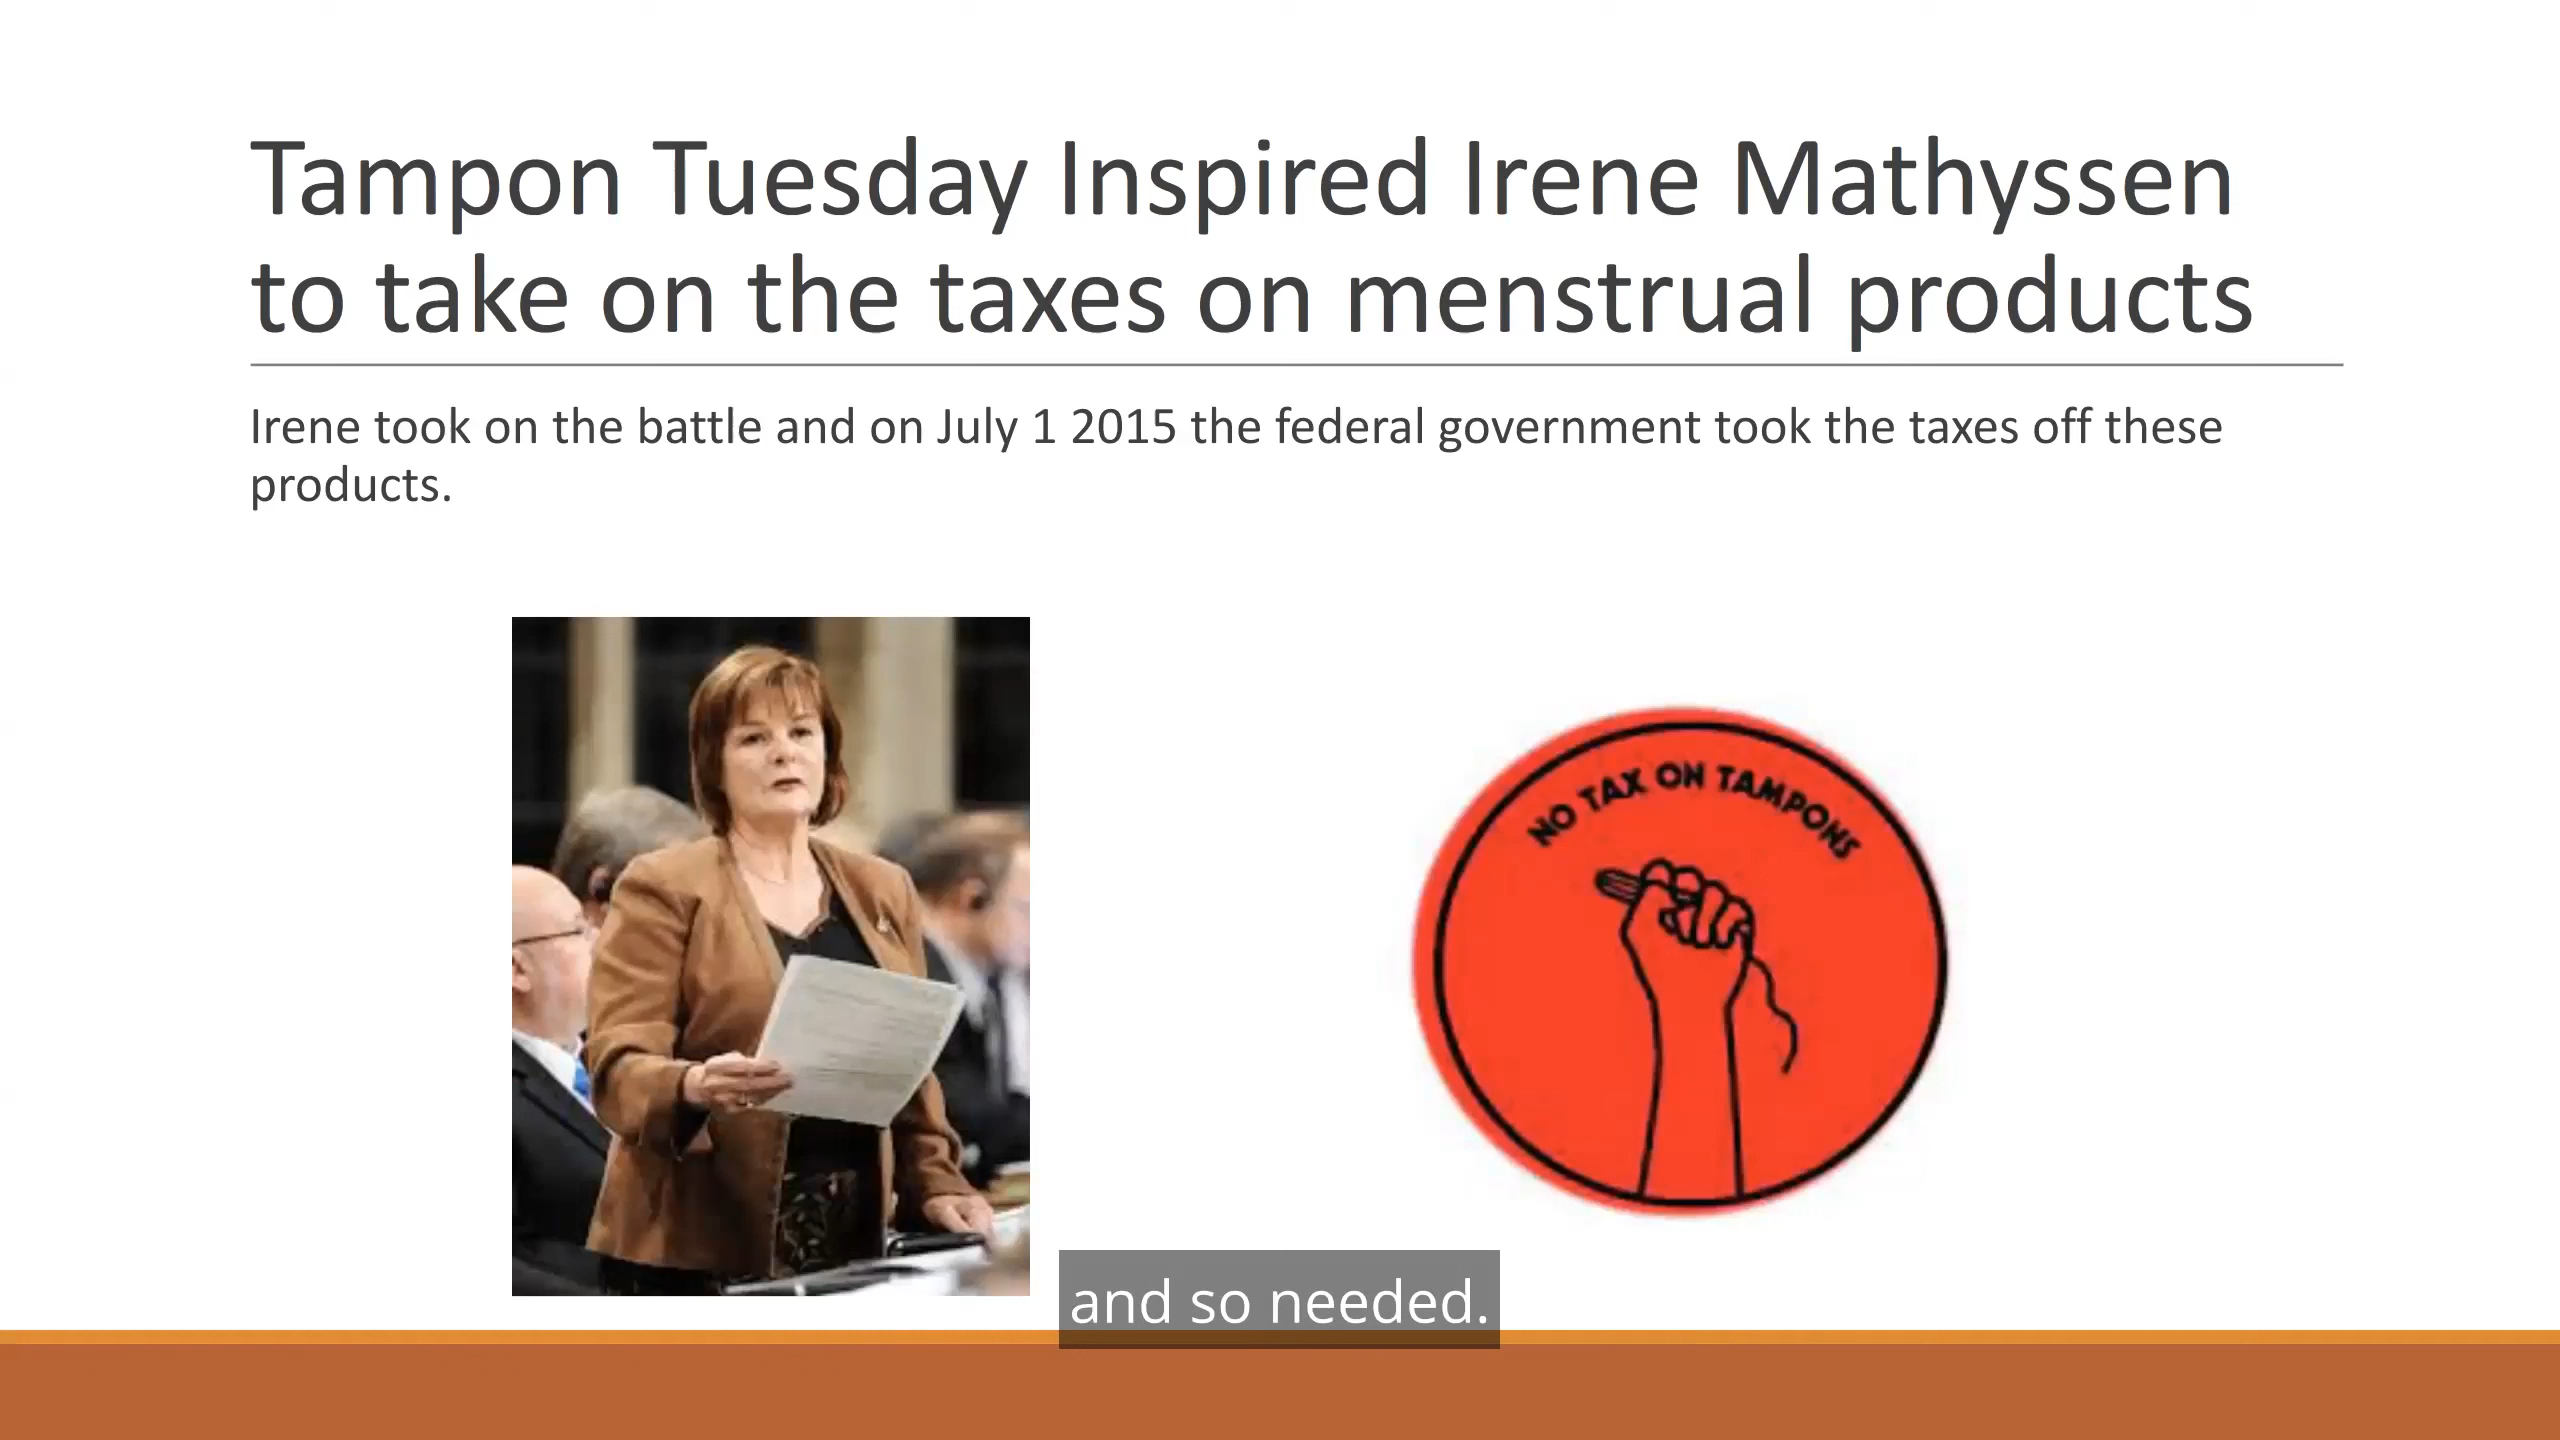 Tampon Tuesday Inspired Irene Mathyssen
to take on the taxes on menstrual products
Irene took on the battle and on July 1 2015 the federal government took the taxes off these
products.
NO TAX ON TAMPONS
and so needed.